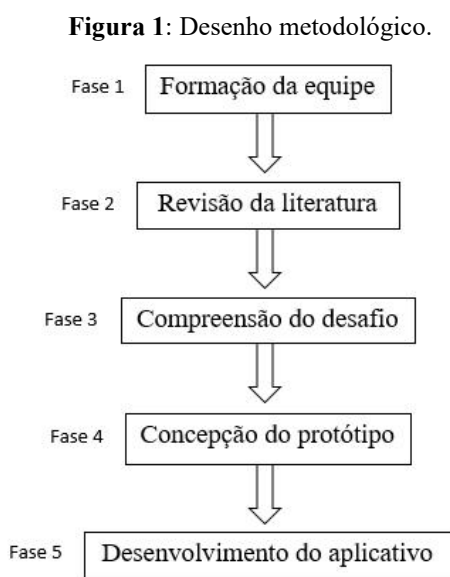 Figura 1: Desenho metodológico.
Fase 1 Formação da equipe
Fase 2 Revisão da literatura
Fase 3 Compreensão do desafio
Fase 4 Concepção do protótipo
Fase 5 Desenvolvimento do aplicativo